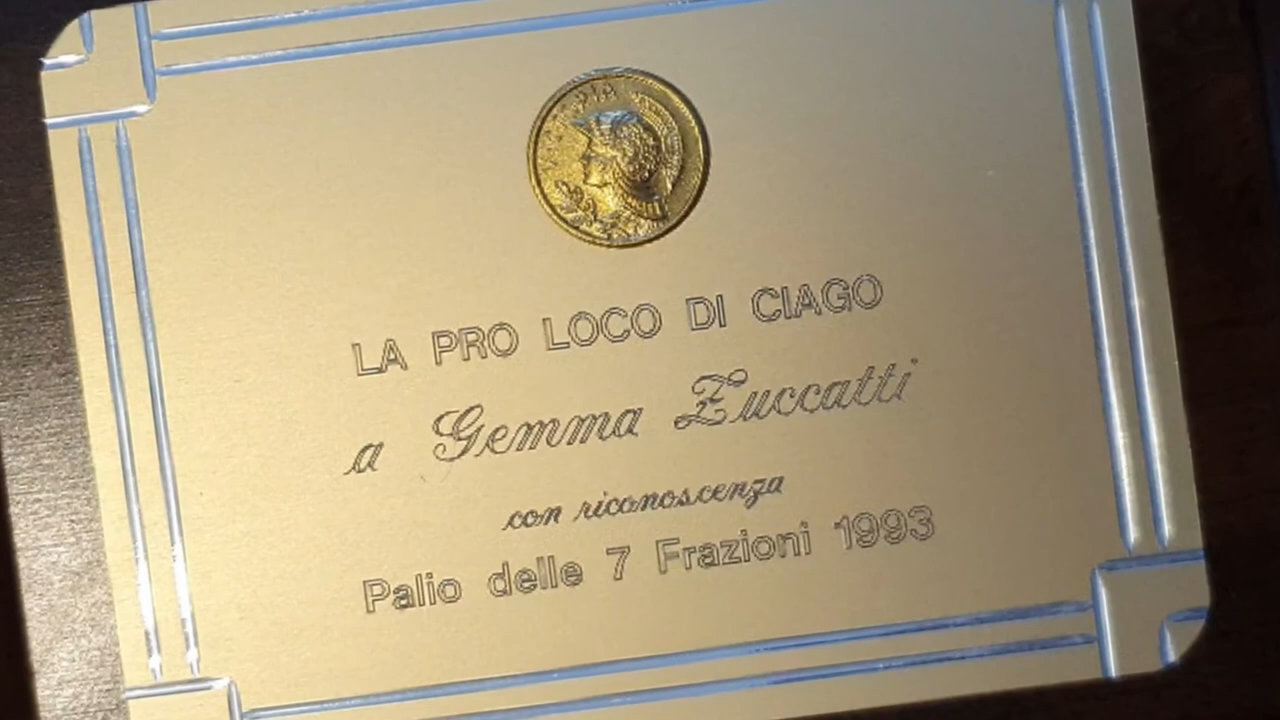 LA PRO LOCO DI CIAGO
a Gemma Zuccatti
con riconoscenza
Palio delle 7 Frazioni 1993